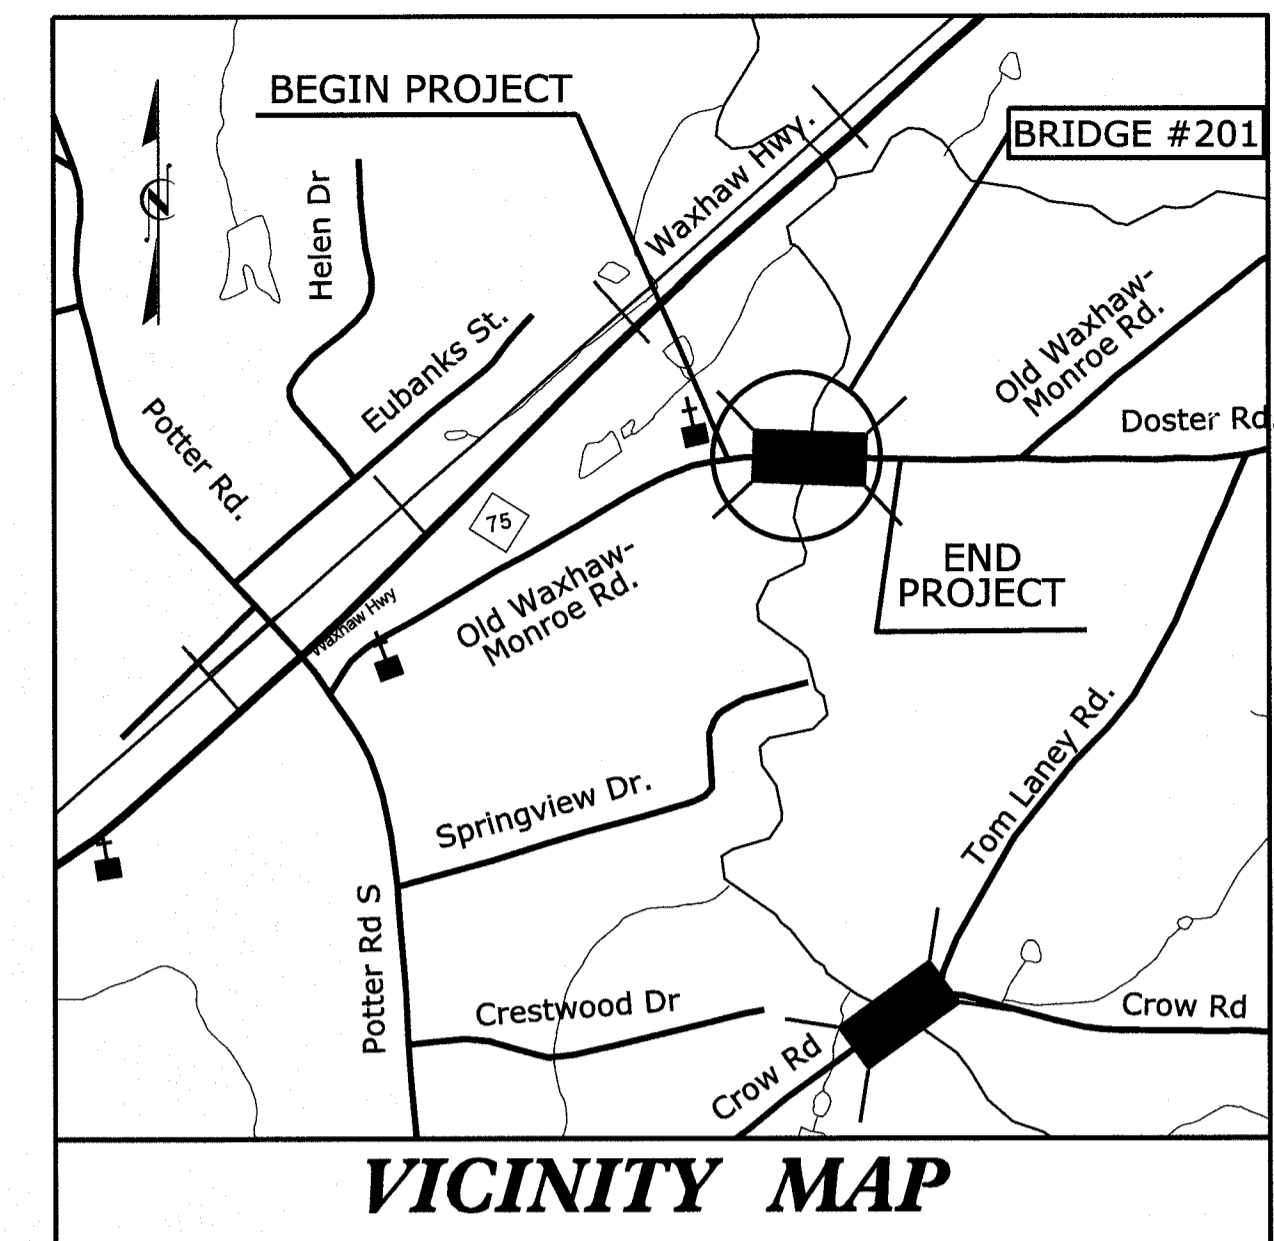 BEGIN PROJECT
BRIDGE #201
Waxhaw Hwy.
Helen Dr
N
Eubanks St.
Old Waxhaw-
Monroe Rd.
Doster Rd
Potter Rd.
75
END
PROJECT
Old Waxhaw-
Monroe Rd.
Waxhaw Hwy
Tom Laney Rd.
Springview Dr.
Potter Rd S
Crestwood Dr
Crow Rd
Crow Rd
VICINITY MAP